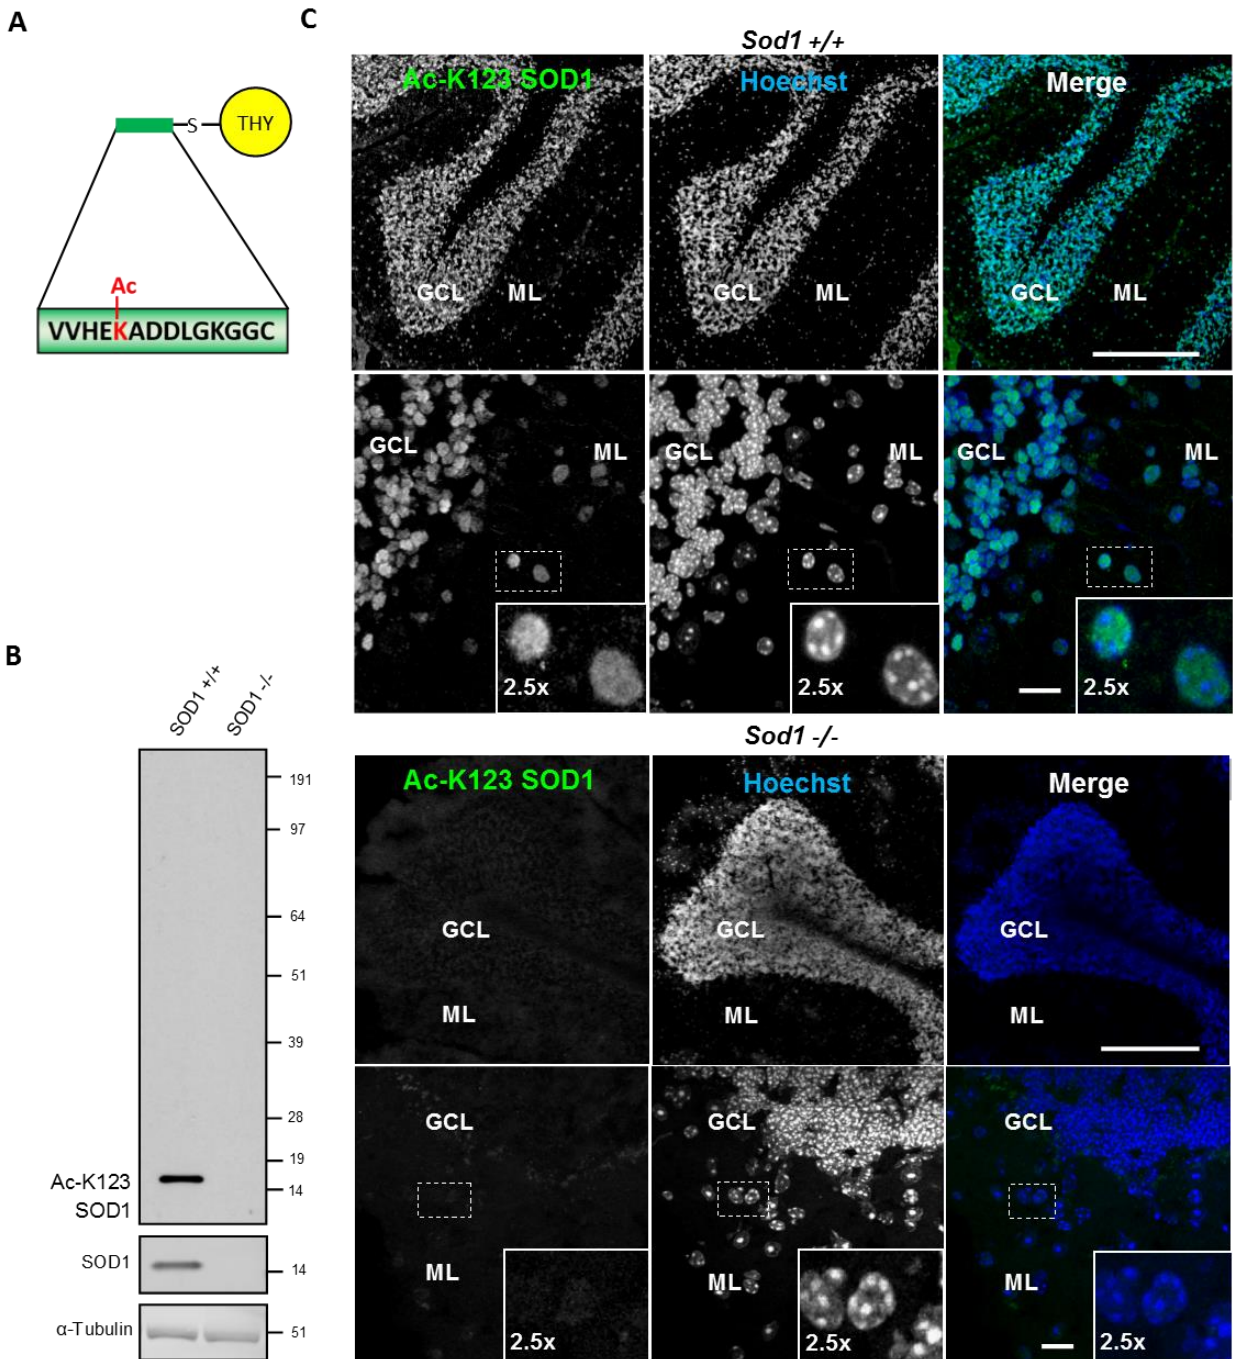 A
S
THY
Ac
VVHEKADDLGKGGC
B
SOD1 +/+
SOD1 -/-
191
97
64
51
39
28
19
14
Ac-K123
SOD1
SOD1
14
α-Tubulin
51
C
Sod1 +/+
Ac-K123 SOD1 Hoechst Merge
GCL ML GCL ML GCL ML
GCL ML GCL ML GCL ML
2.5x 2.5x 2.5x
Sod1 -/-
Ac-K123 SOD1 Hoechst Merge
GCL GCL GCL
ML ML ML
GCL GCL GCL
ML ML ML
2.5x 2.5x 2.5x